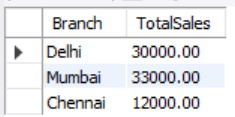 Branch TotalSales
Delhi 30000.00
Mumbai 33000.00
Chennai 12000.00